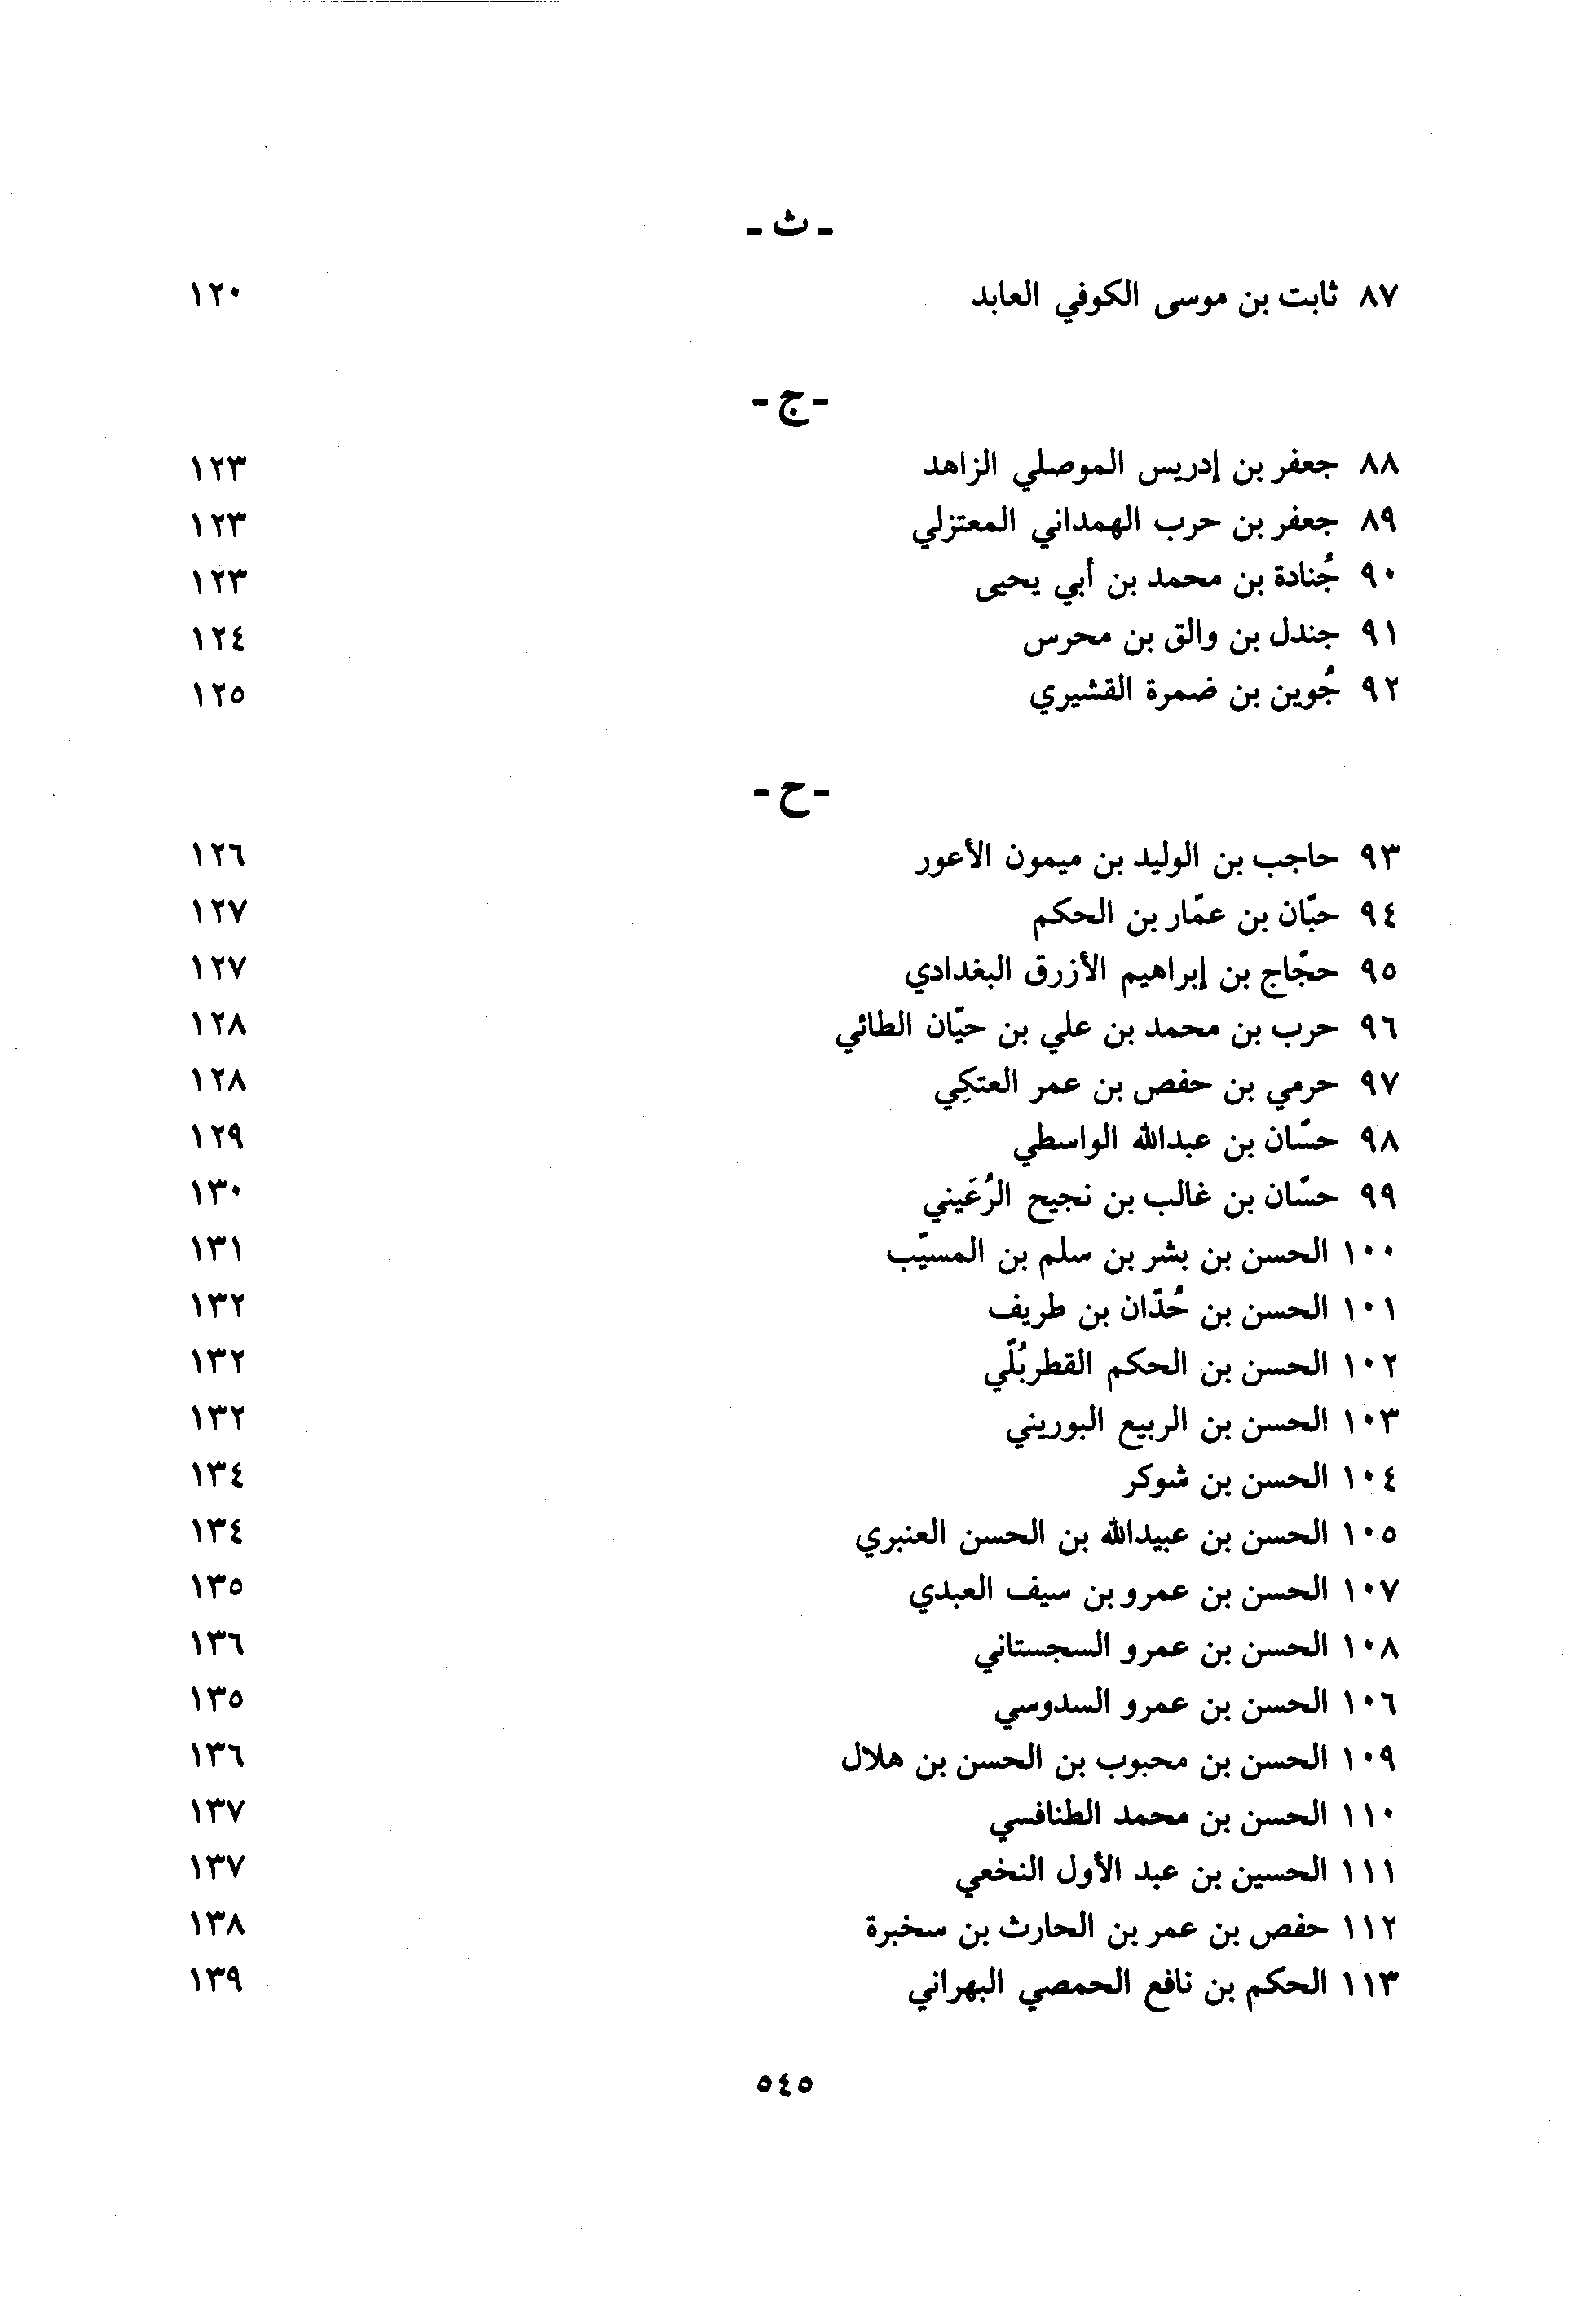 - ث -
٨٧ ثابت بن موسى الكوفي العابد ١٢٠
- ج -
٨٨ جعفر بن إدريس الموصلي الزاهد ١٢٣
٨٩ جعفر بن حرب الهمداني المعتزلي ١٢٣
٩٠ جُنادة بن محمد بن أبي يحيى ١٢٣
٩١ جندل بن والق بن محرس ١٢٤
٩٢ جُوين بن ضمرة القشيري ١٢٥
- ح -
٩٣ حاجب بن الوليد بن ميمون الأعور ١٢٦
٩٤ حبّان بن عمّار بن الحكم ١٢٧
٩٥ حجّاج بن إبراهيم الأزرق البغدادي ١٢٧
٩٦ حرب بن محمد بن علي بن حيّان الطائي ١٢٨
٩٧ حرمي بن حفص بن عمر العتكِي ١٢٨
٩٨ حسّان بن عبدالله الواسطي ١٢٩
٩٩ حسّان بن غالب بن نجيح الرُعَيني ١٣٠
١٠٠ الحسن بن بشر بن سلم بن المسيّب ١٣١
١٠١ الحسن بن حُدّان بن طريف ١٣٢
١٠٢ الحسن بن الحكم القطربُلّي ١٣٢
١٠٣ الحسن بن الربيع البوريني ١٣٢
١٠٤ الحسن بن شوكر ١٣٤
١٠٥ الحسن بن عبيدالله بن الحسن العنبري ١٣٤
١٠٧ الحسن بن عمرو بن سيف العبدي ١٣٥
١٠٨ الحسن بن عمرو السجستاني ١٣٦
١٠٦ الحسن بن عمرو السدوسي ١٣٥
١٠٩ الحسن بن محبوب بن الحسن بن هلال ١٣٦
١١٠ الحسن بن محمد الطنافسي ١٣٧
١١١ الحسين بن عبد الأول النخعي ١٣٧
١١٢ حفص بن عمر بن الحارث بن سخبرة ١٣٨
١١٣ الحكم بن نافع الحمصي البهراني ١٣٩
٥٤٥